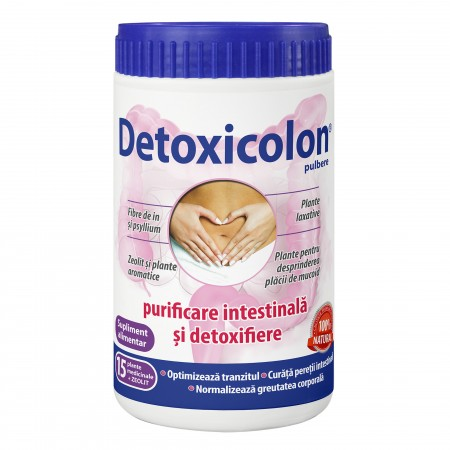 Detoxicolon®
pulbere
Fibre de in
și psyllium
Plante
laxative
Zeolit și plante
aromatice
Plante pentru
desprinderea
plăcii de mucoid
purificare intestinală
și detoxifiere
Supliment
alimentar
100%
NATURAL
15 plante
medicinale
+ ZEOLIT
• Optimizează tranzitul • Curăță pereții intestinali
• Normalizează greutatea corporală